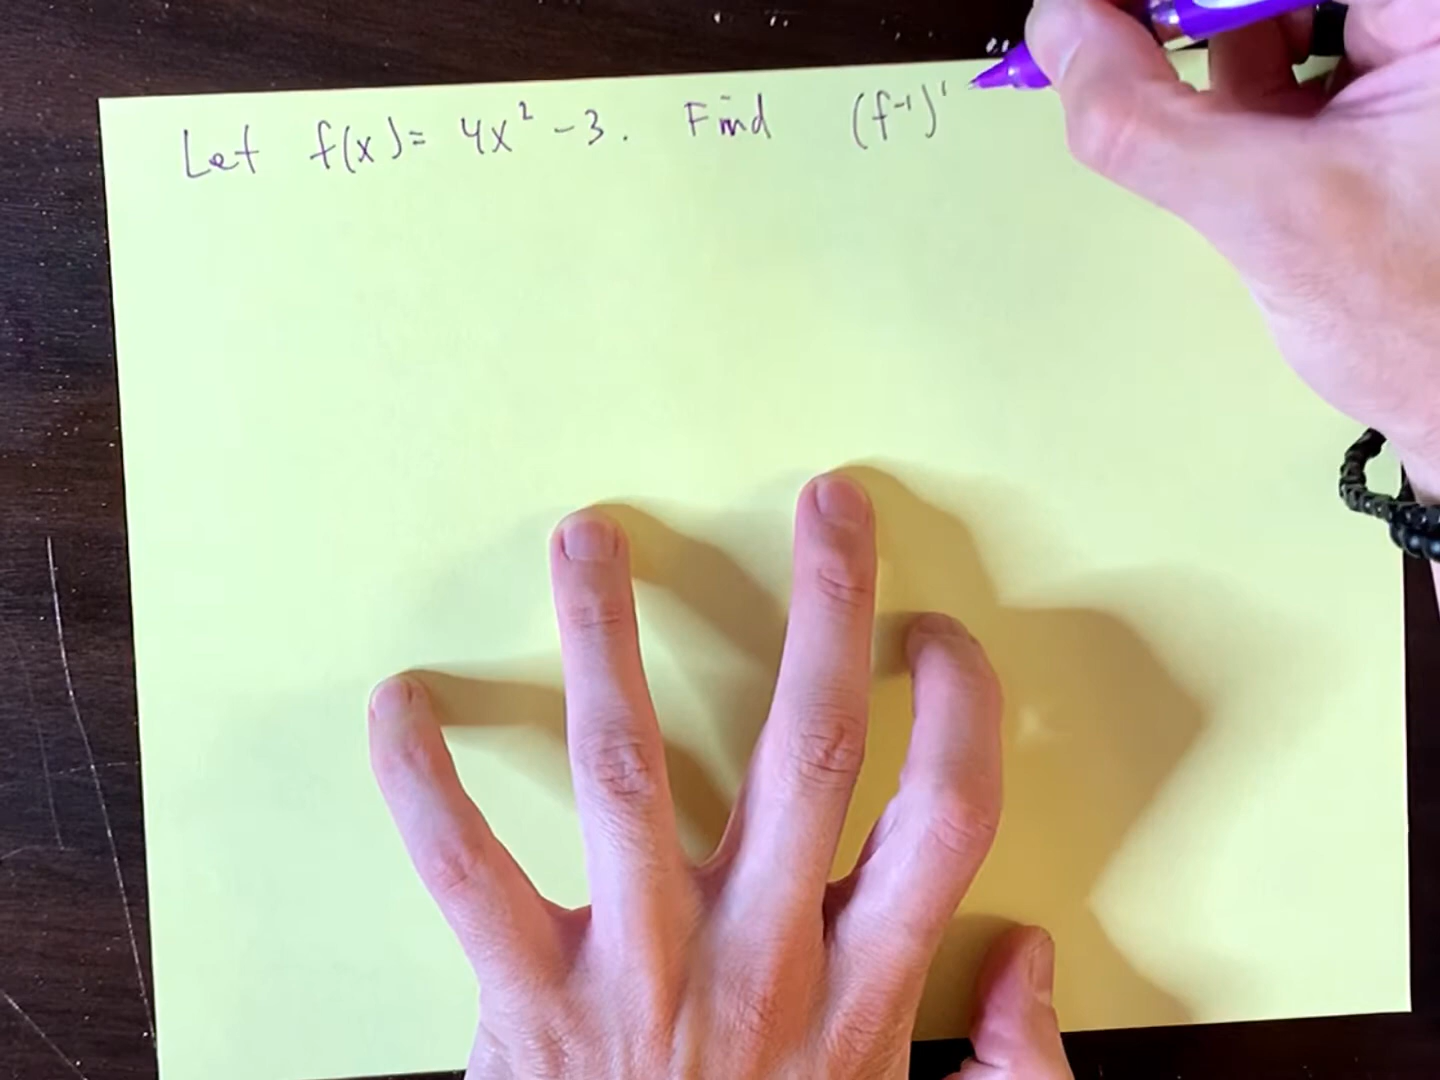 Let f(x)= 4x² -3. Find (f⁻¹)'